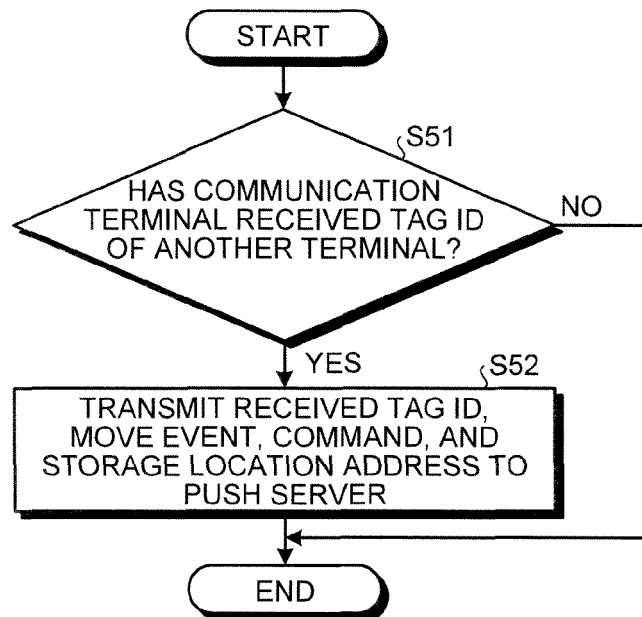 START
S51
HAS COMMUNICATION
TERMINAL RECEIVED TAG ID
OF ANOTHER TERMINAL?
NO
YES
S52
TRANSMIT RECEIVED TAG ID,
MOVE EVENT, COMMAND, AND
STORAGE LOCATION ADDRESS TO
PUSH SERVER
END